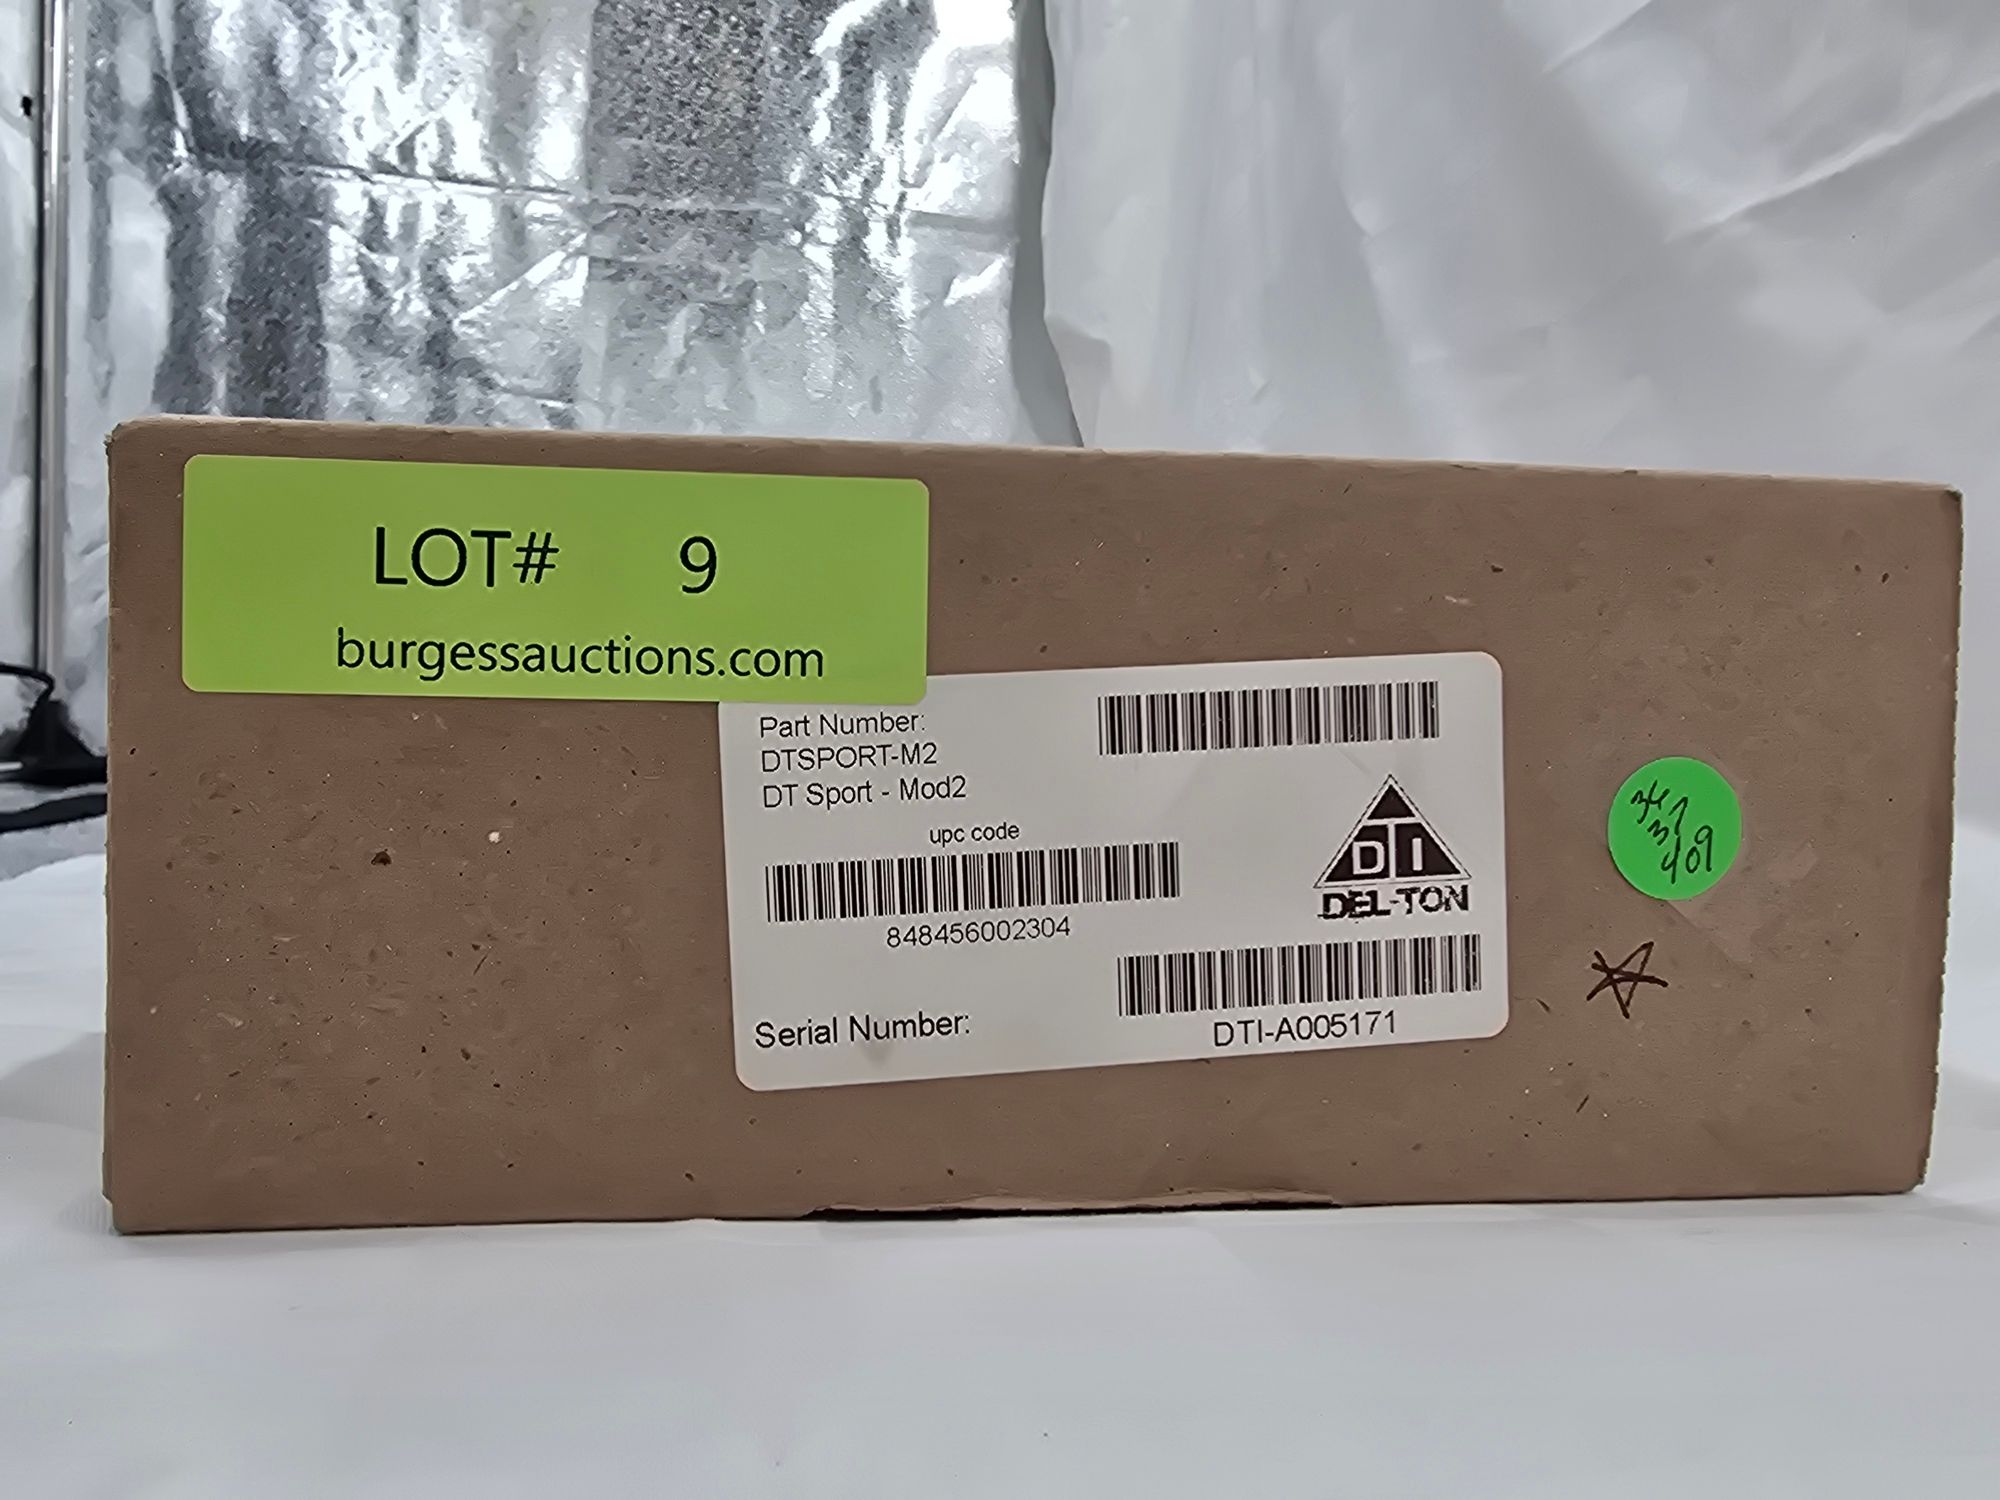 LOT# 9
burgessauctions.com
Part Number:
DTSPORT-M2
DT Sport - Mod2
upc code
848456002304
DTI
DEL-TON
Serial Number:
DTI-A005171
409